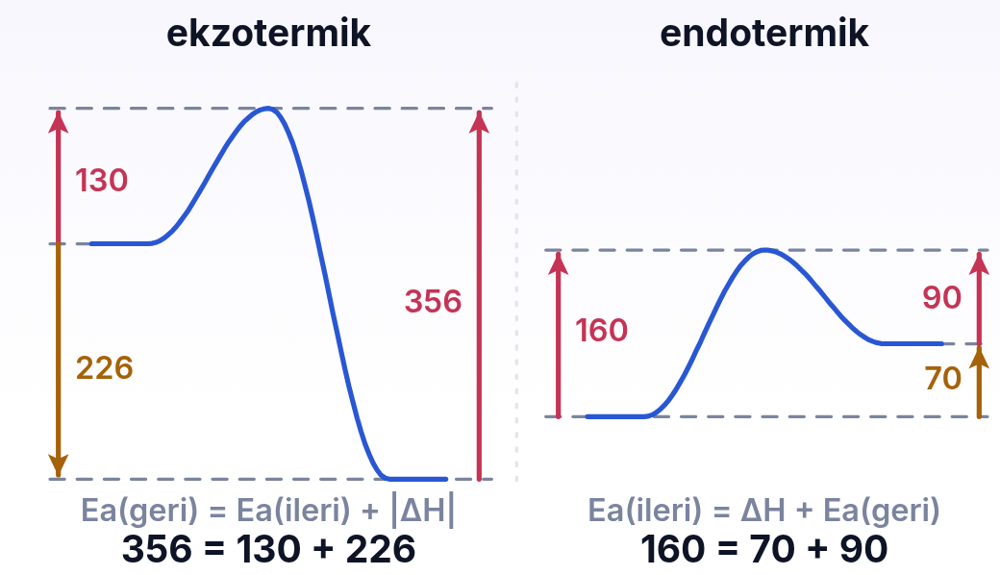 ekzotermik
130
226
356
Ea(geri) = Ea(ileri) + |ΔH|
356 = 130 + 226
endotermik
160
90
70
Ea(ileri) = ΔH + Ea(geri)
160 = 70 + 90